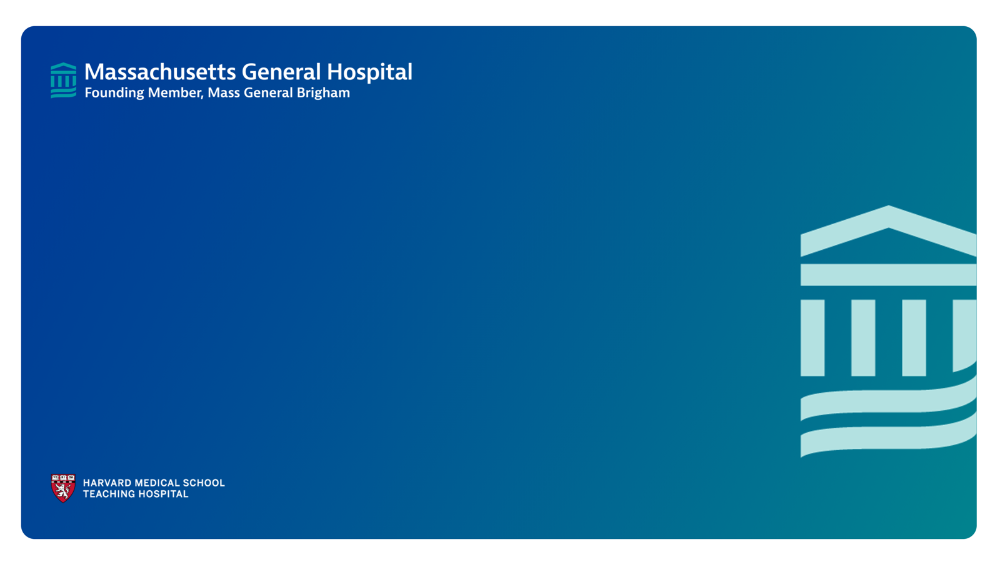 Massachusetts General Hospital
Founding Member, Mass General Brigham
HARVARD MEDICAL SCHOOL
TEACHING HOSPITAL